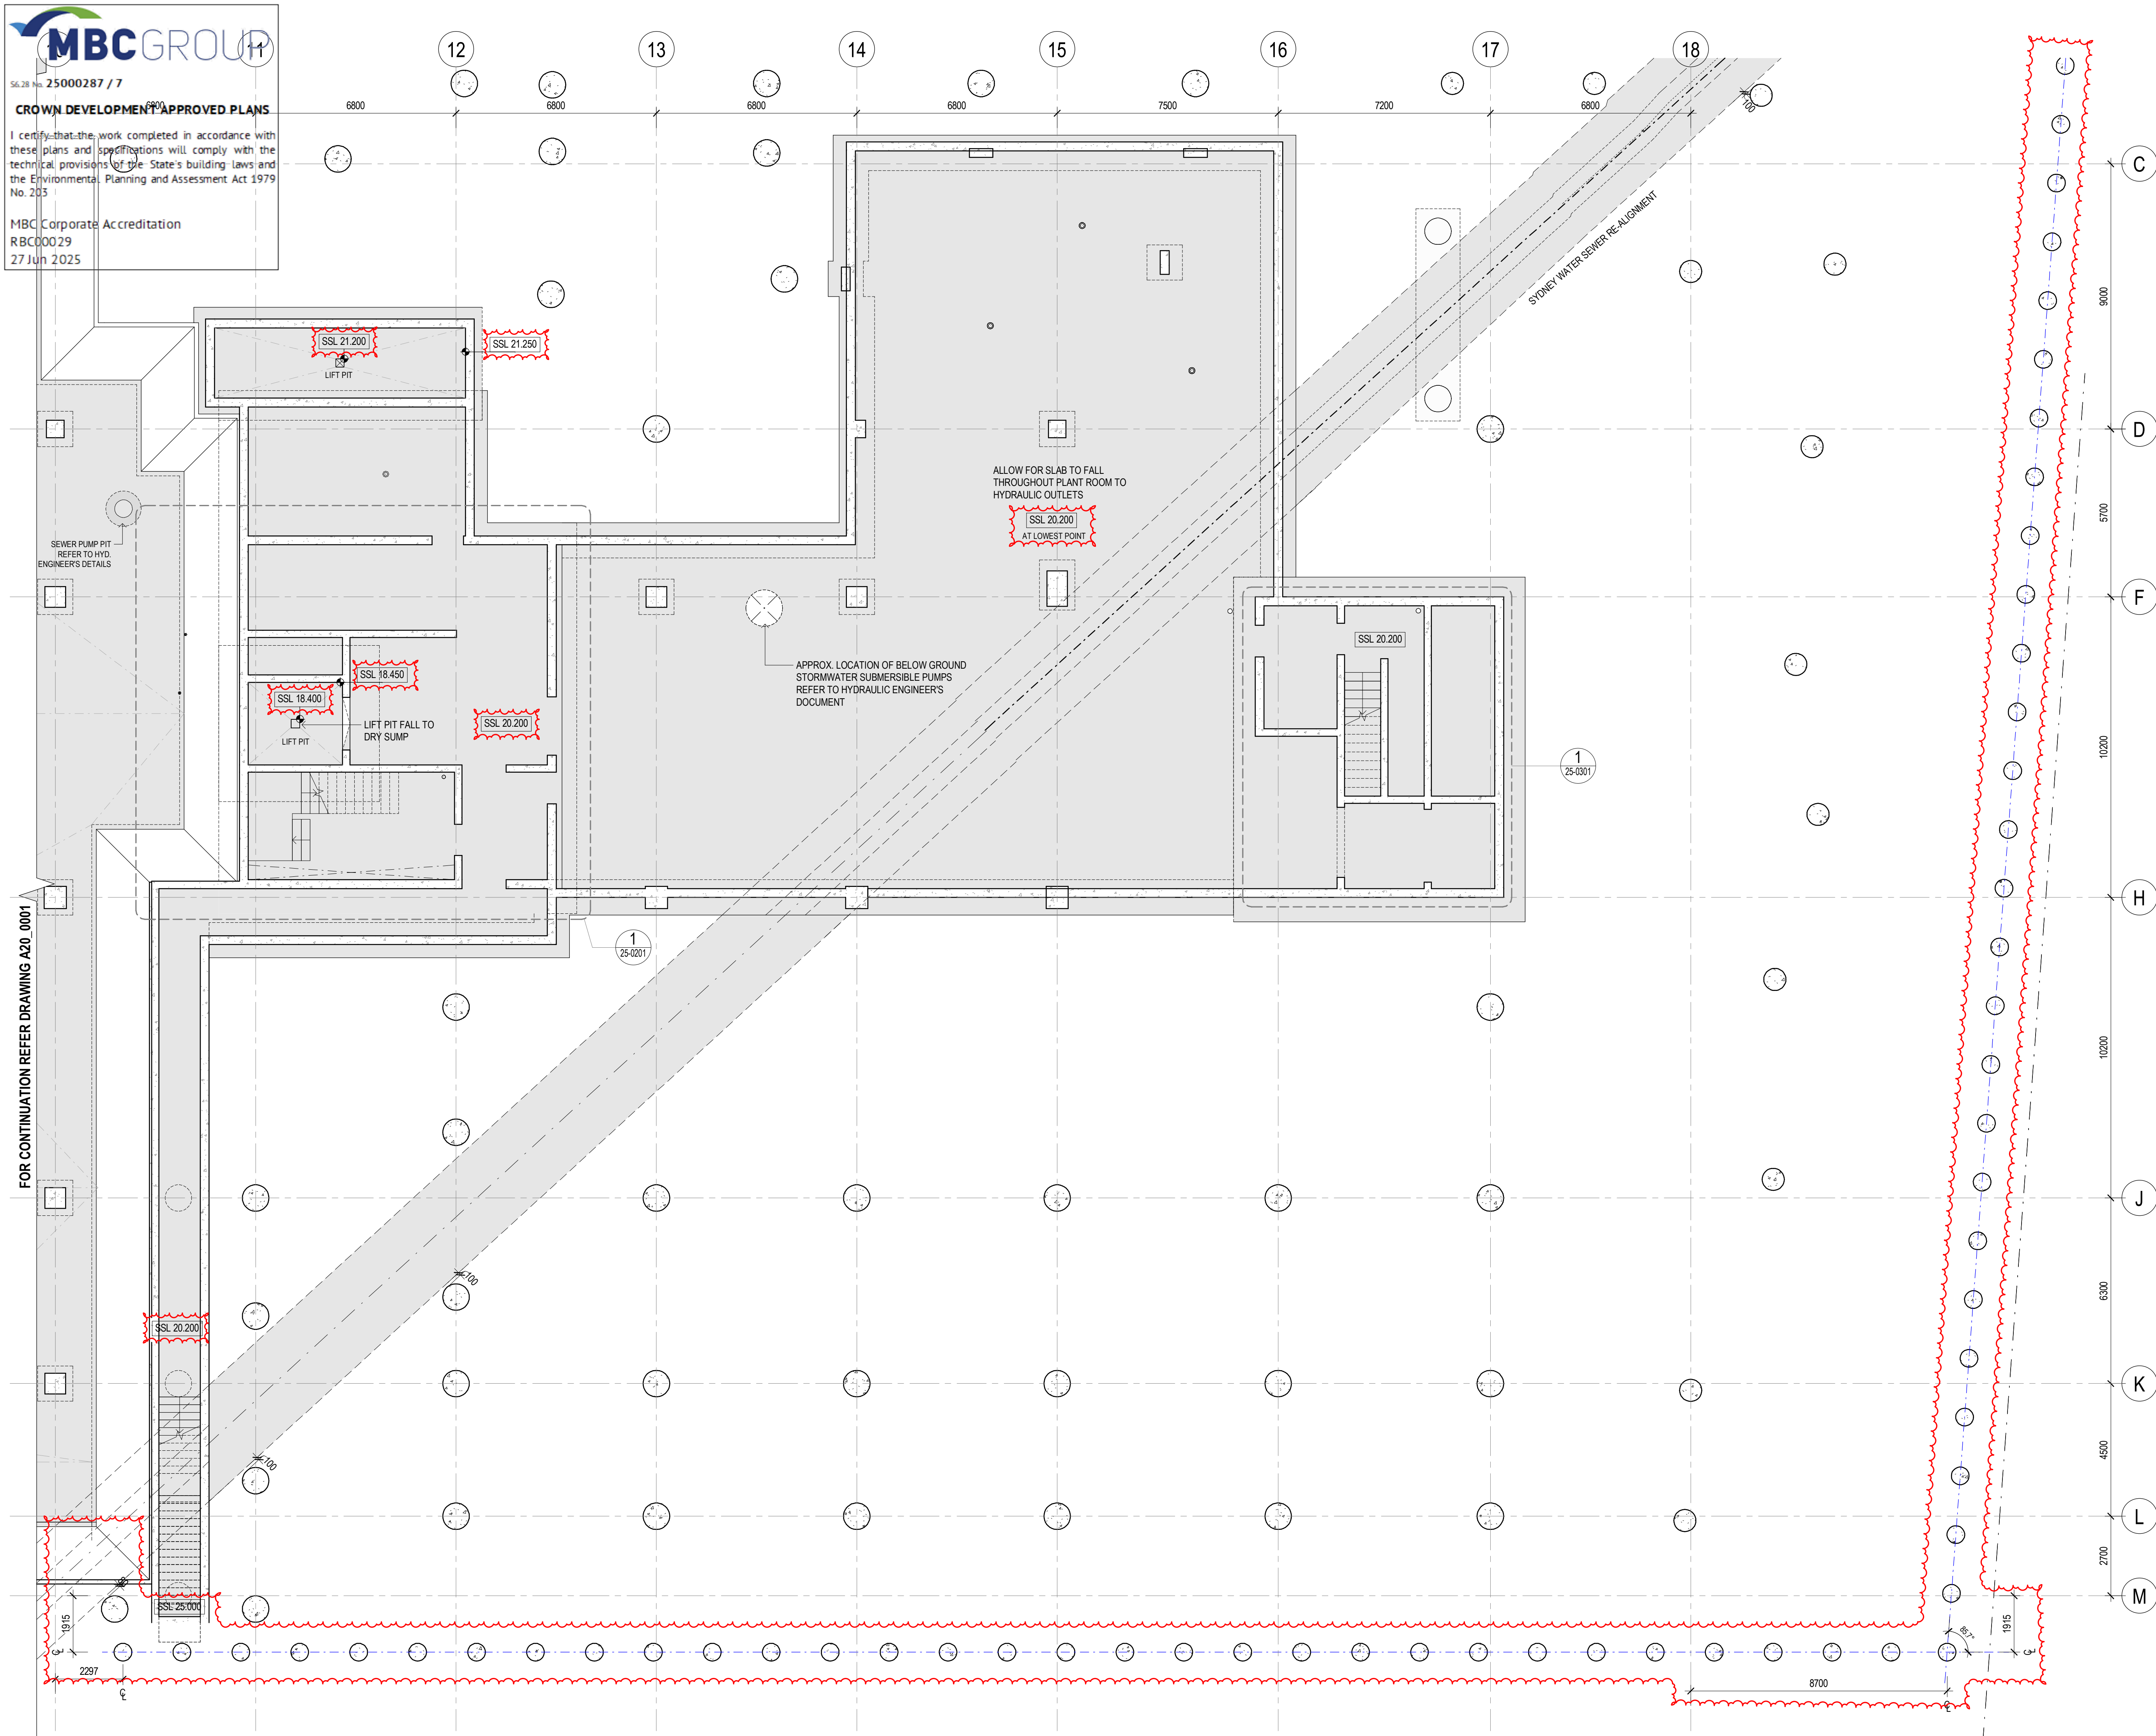 MBCGROUP
S6.28 No. 25000287 / 7
CROWN DEVELOPMENT APPROVED PLANS
I certify that the work completed in accordance with
these plans and specifications will comply with the
technical provisions of the State's building laws and
the Environmental Planning and Assessment Act 1979
No. 203
MBC Corporate Accreditation
RBC00029
27 Jun 2025
11
12
13
14
15
16
17
18
6800
6800
6800
6800
6800
7500
7200
6800
100
C
9000
D
5700
F
10200
H
10200
J
6300
K
4500
L
2700
M
SYDNEY WATER SEWER RE-ALIGNMENT
SSL 21.200
LIFT PIT
SSL 21.250
ALLOW FOR SLAB TO FALL
THROUGHOUT PLANT ROOM TO
HYDRAULIC OUTLETS
SSL 20.200
AT LOWEST POINT
SEWER PUMP PIT
REFER TO HYD.
ENGINEER'S DETAILS
SSL 20.200
APPROX. LOCATION OF BELOW GROUND
STORMWATER SUBMERSIBLE PUMPS
REFER TO HYDRAULIC ENGINEER'S
DOCUMENT
SSL 18.450
SSL 18.400
LIFT PIT FALL TO
DRY SUMP
LIFT PIT
SSL 20.200
1
25-0301
1
25-0201
FOR CONTINUATION REFER DRAWING A20_0001
100
SSL 20.200
100
SSL 25.000
1915
2297
1915
85.7°
8700